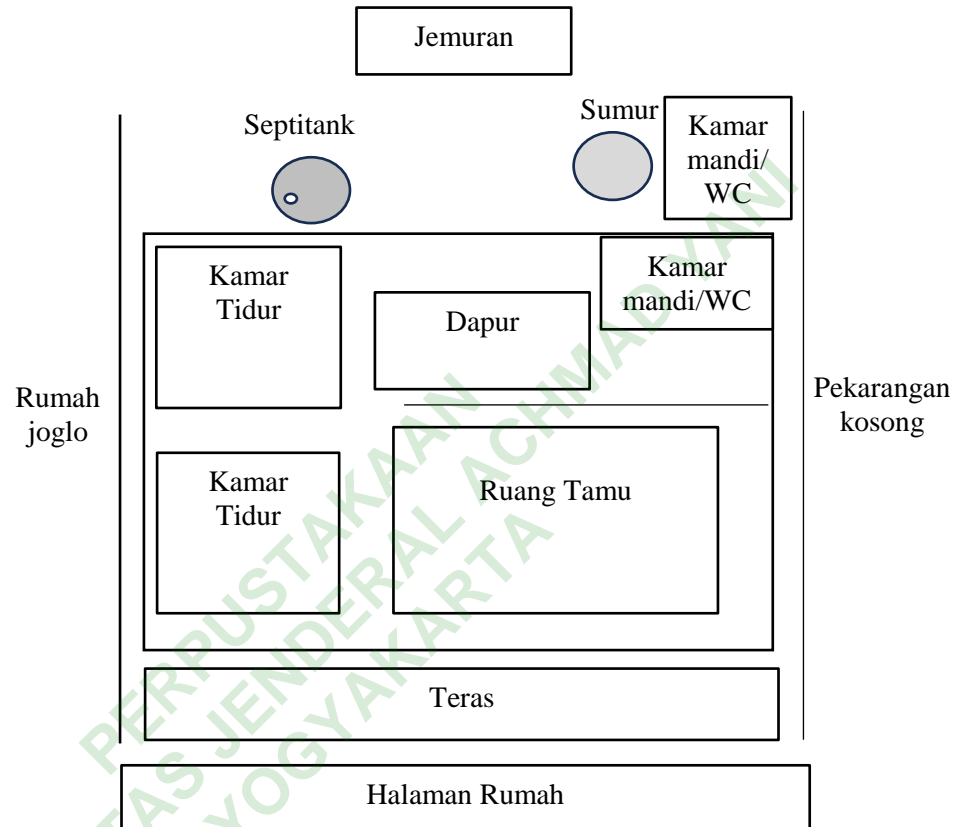 Jemuran
Septitank
Sumur
Kamar
mandi/
WC
Kamar
Tidur
Dapur
Kamar
mandi/WC
Rumah
joglo
Pekarangan
kosong
Kamar
Tidur
Ruang Tamu
Teras
Halaman Rumah
PERPUSTAKAAN
TAS JENDERAL ACHMAD YANI
YOGYAKARTA